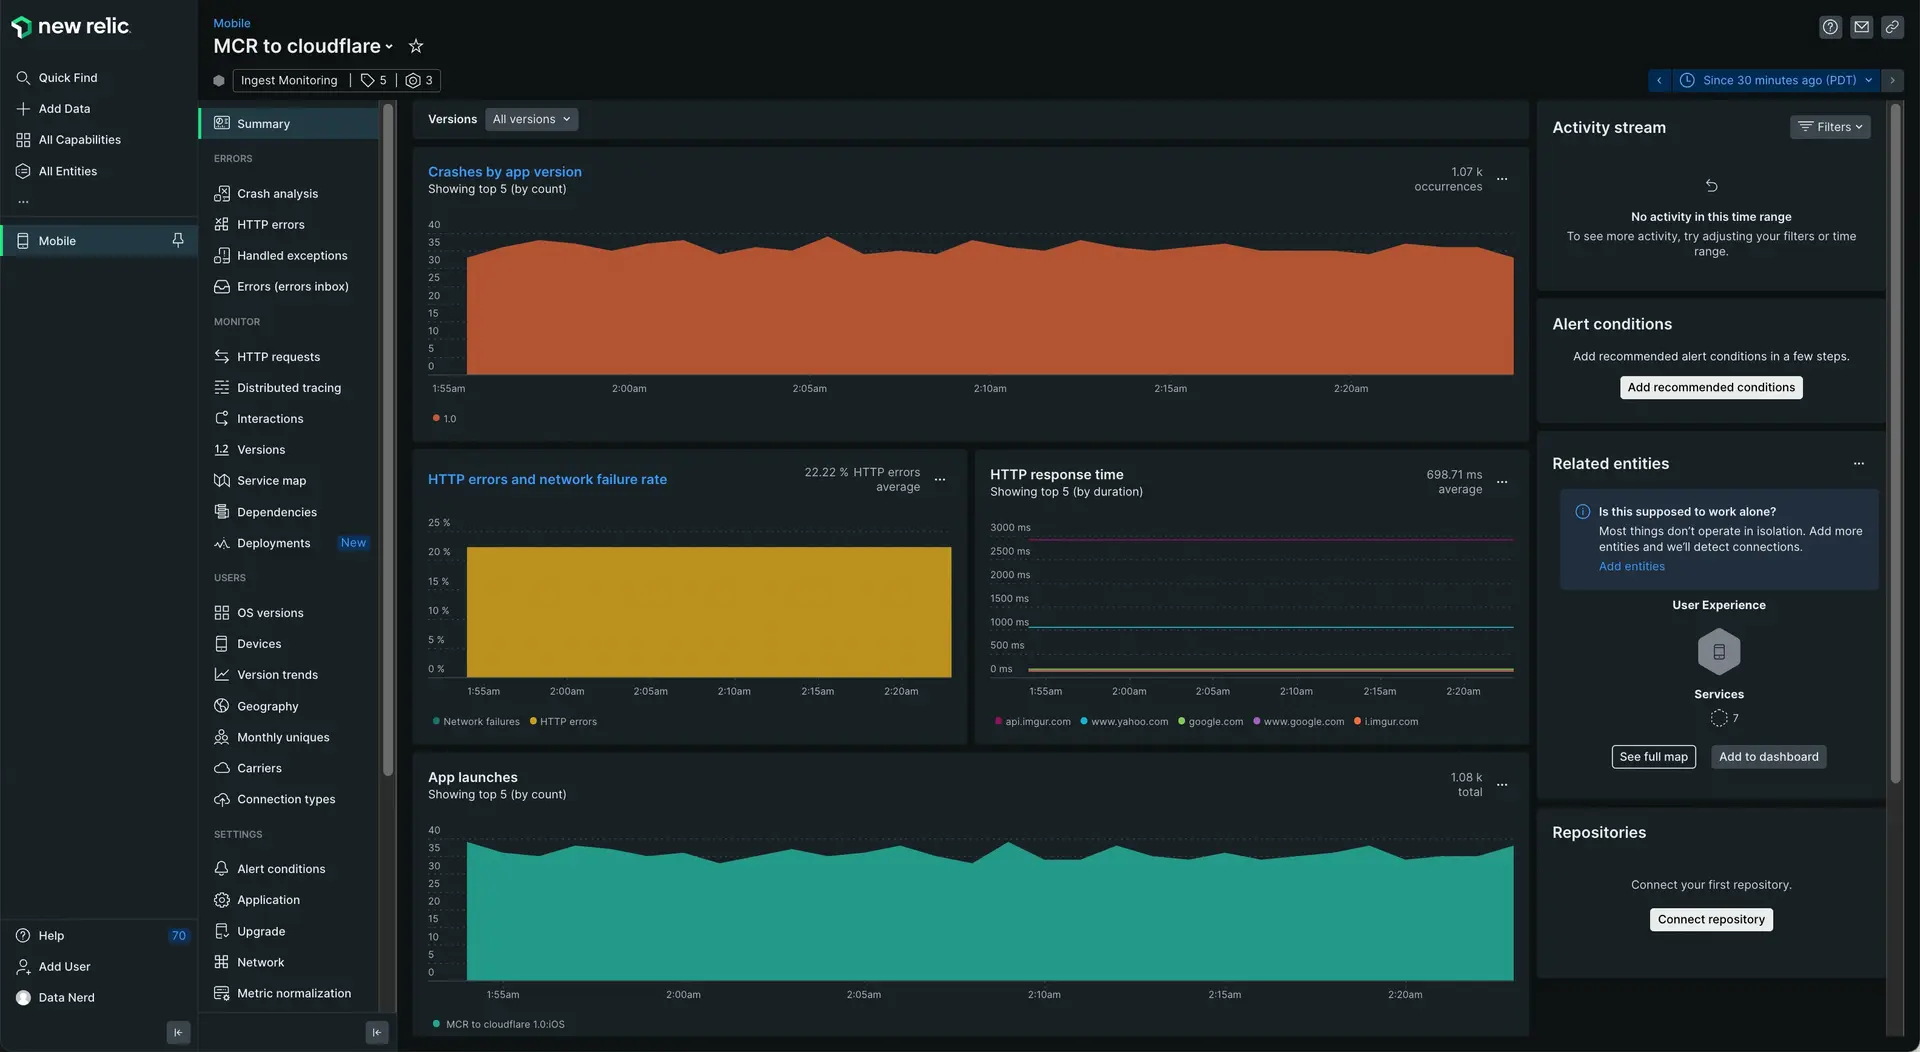 new relic
Quick Find
Add Data
All Capabilities
All Entities
...
Mobile
Help
70
Add User
Data Nerd
Mobile
MCR to cloudflare
Ingest Monitoring
5
3
Since 30 minutes ago (PDT)
Summary
ERRORS
Crash analysis
HTTP errors
Handled exceptions
Errors (errors inbox)
MONITOR
HTTP requests
Distributed tracing
Interactions
1.2 Versions
Service map
Dependencies
Deployments New
USERS
OS versions
Devices
Version trends
Geography
Monthly uniques
Carriers
Connection types
SETTINGS
Alert conditions
Application
Upgrade
Network
Metric normalization
Versions
All versions
Crashes by app version
Showing top 5 (by count)
1.07 k
occurrences
...
40
35
30
25
20
15
10
5
0
1:55am 2:00am 2:05am 2:10am 2:15am 2:20am
1.0
HTTP errors and network failure rate
22.22 % HTTP errors
average
...
25 %
20 %
15 %
10 %
5 %
0 %
1:55am 2:00am 2:05am 2:10am 2:15am 2:20am
Network failures HTTP errors
HTTP response time
Showing top 5 (by duration)
698.71 ms
average
...
3000 ms
2500 ms
2000 ms
1500 ms
1000 ms
500 ms
0 ms
1:55am 2:00am 2:05am 2:10am 2:15am 2:20am
api.imgur.com www.yahoo.com google.com www.google.com i.imgur.com
App launches
Showing top 5 (by count)
1.08 k
total
...
40
35
30
25
20
15
10
5
0
1:55am 2:00am 2:05am 2:10am 2:15am 2:20am
MCR to cloudflare 1.0:iOS
Activity stream
Filters
No activity in this time range
To see more activity, try adjusting your filters or time
range.
Alert conditions
Add recommended alert conditions in a few steps.
Add recommended conditions
Related entities
...
Is this supposed to work alone?
Most things don't operate in isolation. Add more
entities and we'll detect connections.
Add entities
User Experience
Services
7
See full map
Add to dashboard
Repositories
Connect your first repository.
Connect repository